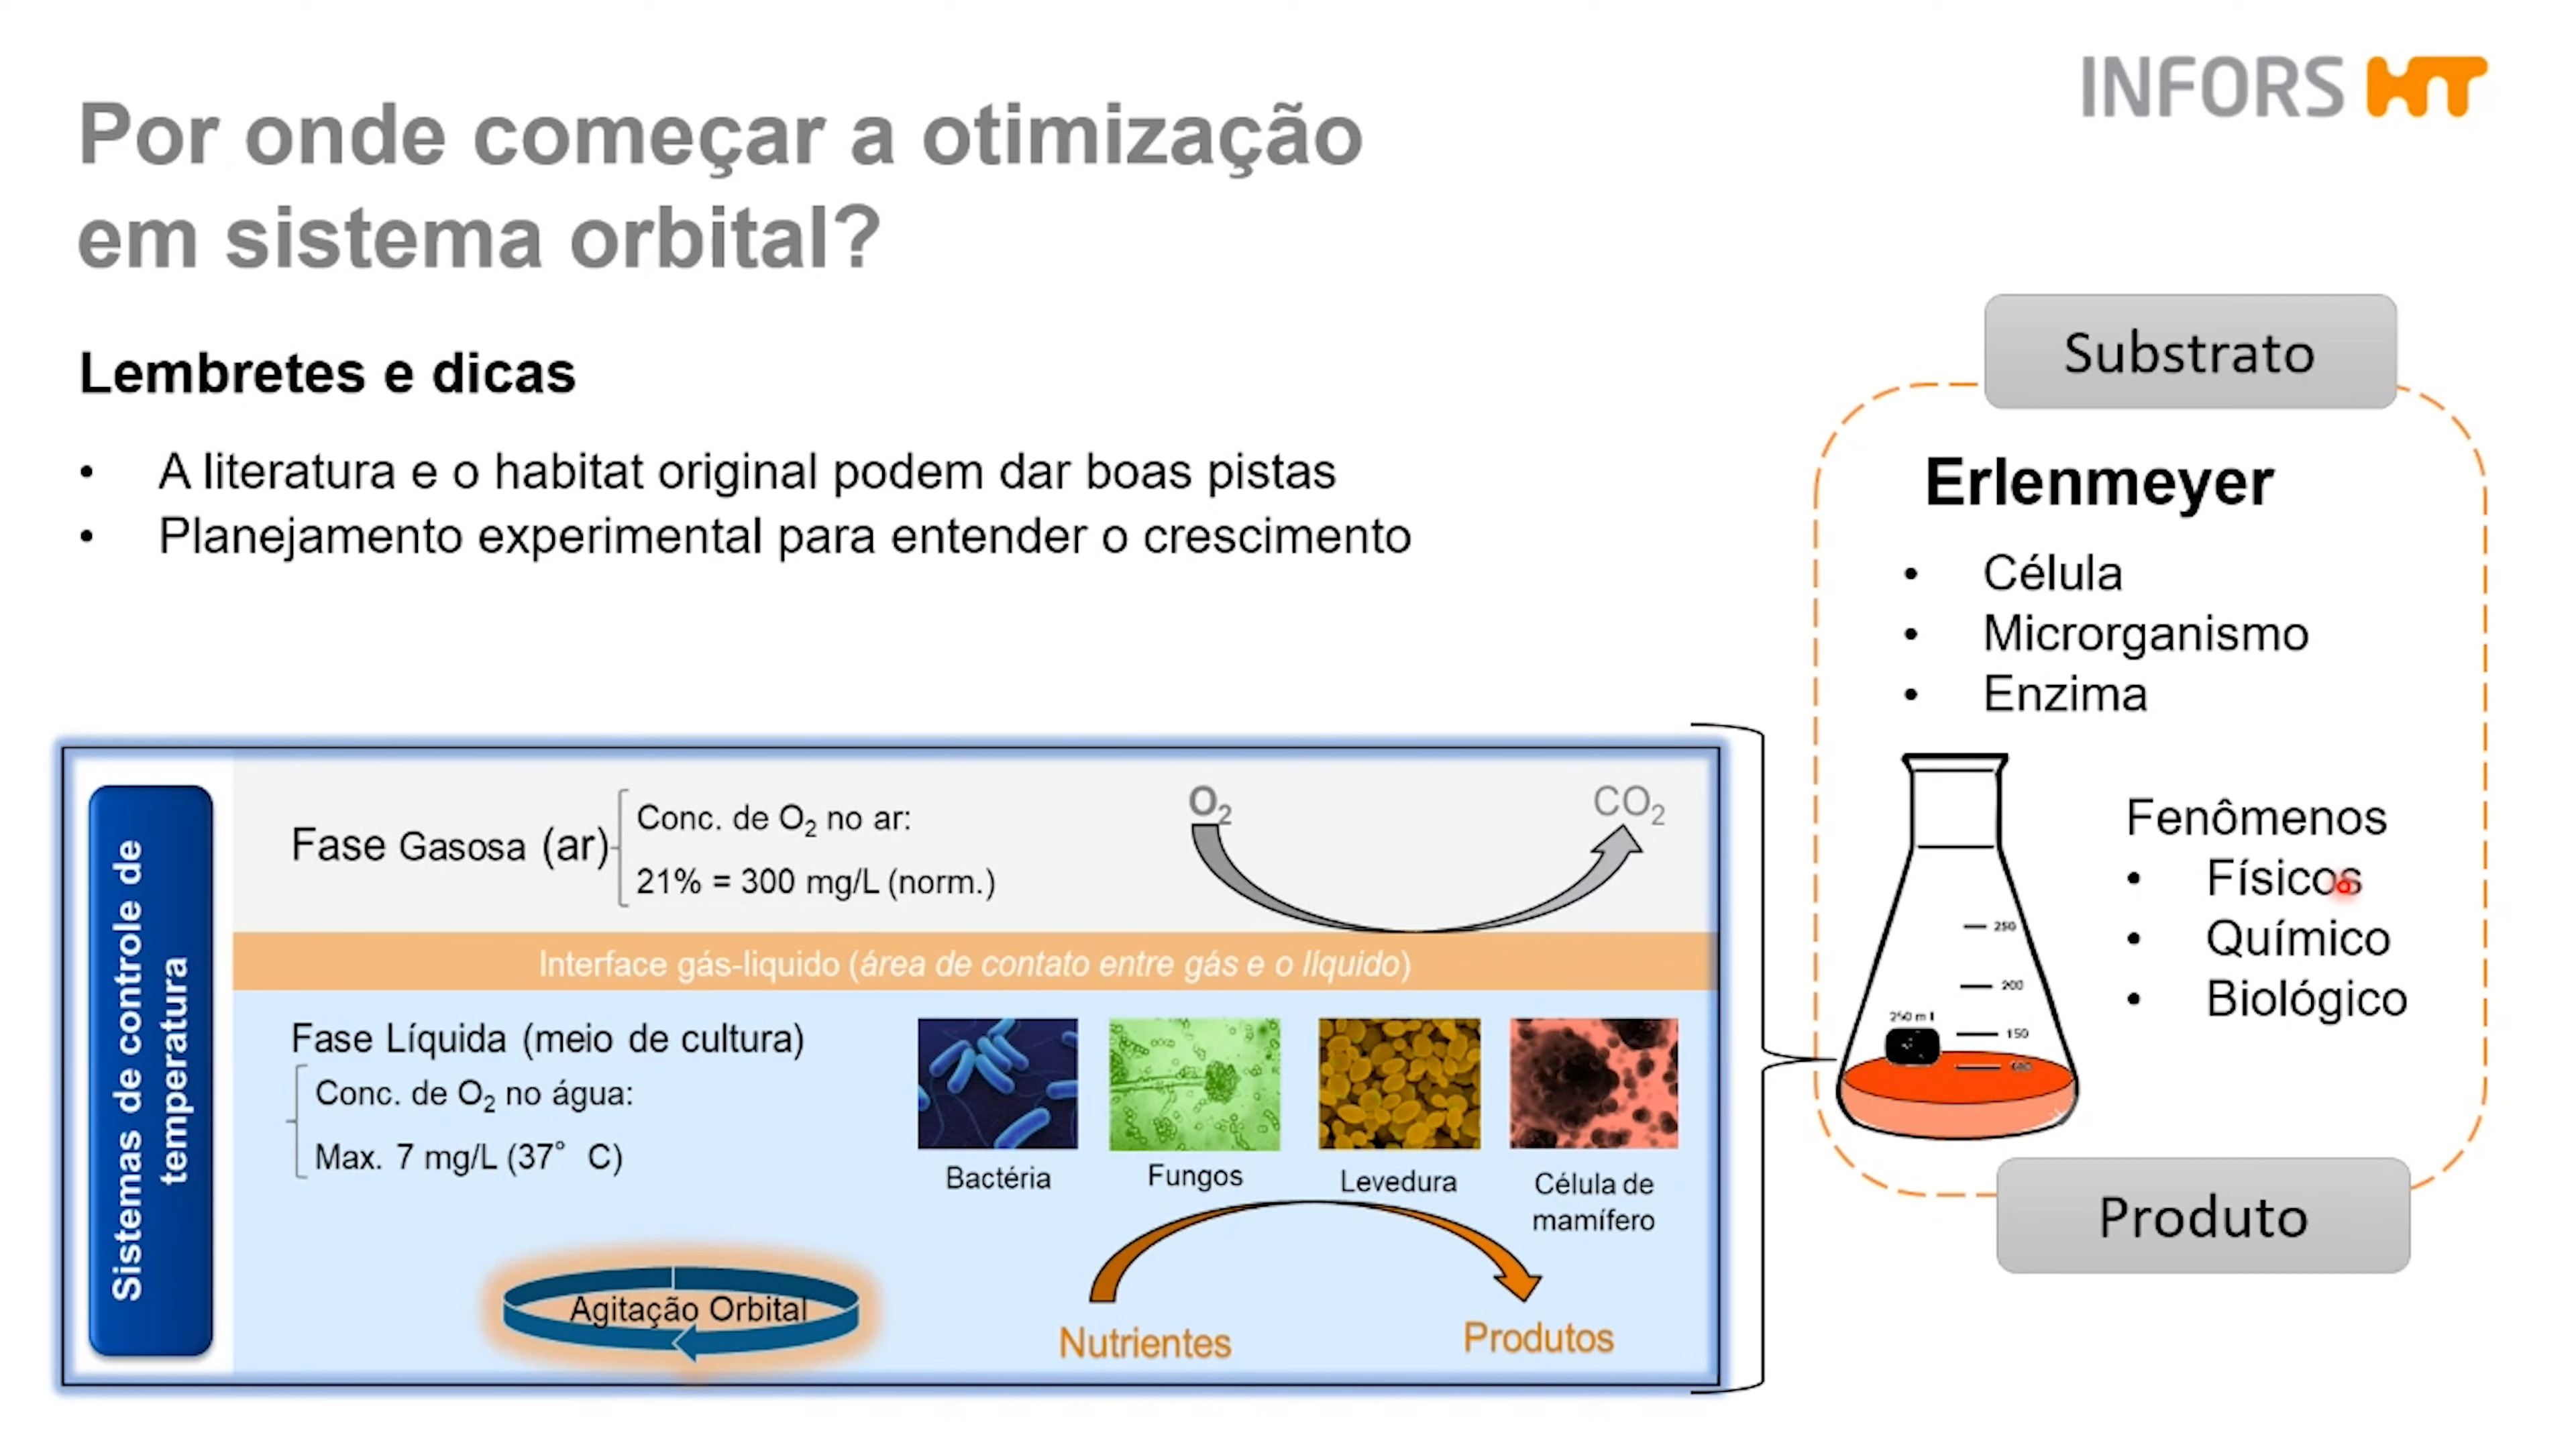 INFORS HT
Por onde começar a otimização
em sistema orbital?
Lembretes e dicas
• A literatura e o habitat original podem dar boas pistas
• Planejamento experimental para entender o crescimento
Sistemas de controle de
temperatura
Fase Gasosa (ar)
Conc. de O₂ no ar:
21% = 300 mg/L (norm.)
O₂
CO₂
Interface gás-liquido (área de contato entre gás e o líquido)
Fase Líquida (meio de cultura)
Conc. de O₂ no água:
Max. 7 mg/L (37° C)
Bactéria
Fungos
Levedura
Célula de
mamífero
Agitação Orbital
Nutrientes
Produtos
Substrato
Erlenmeyer
• Célula
• Microrganismo
• Enzima
Fenômenos
• Físicos
• Químico
• Biológico
250
200
250 ml
150
Produto